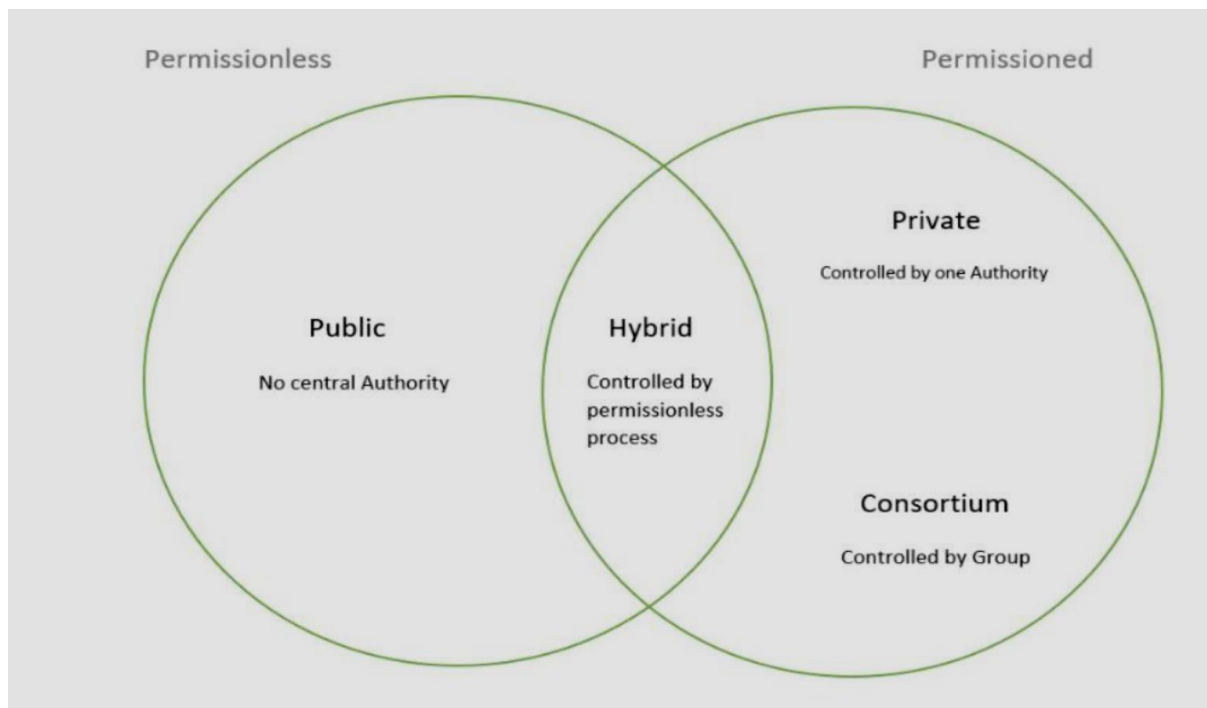 Permissionless
Permissioned
Public
No central Authority
Hybrid
Controlled by
permissionless
process
Private
Controlled by one Authority
Consortium
Controlled by Group